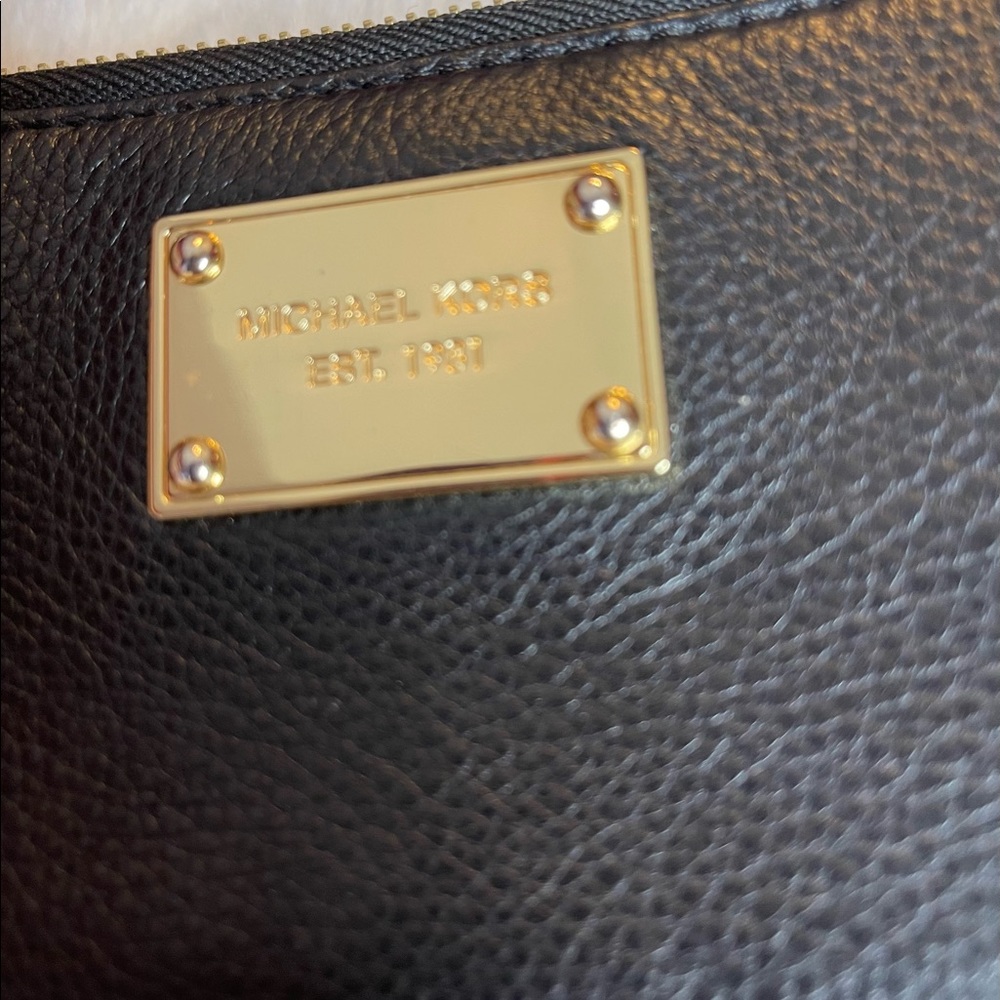 MICHAEL KORS
EST. 1981